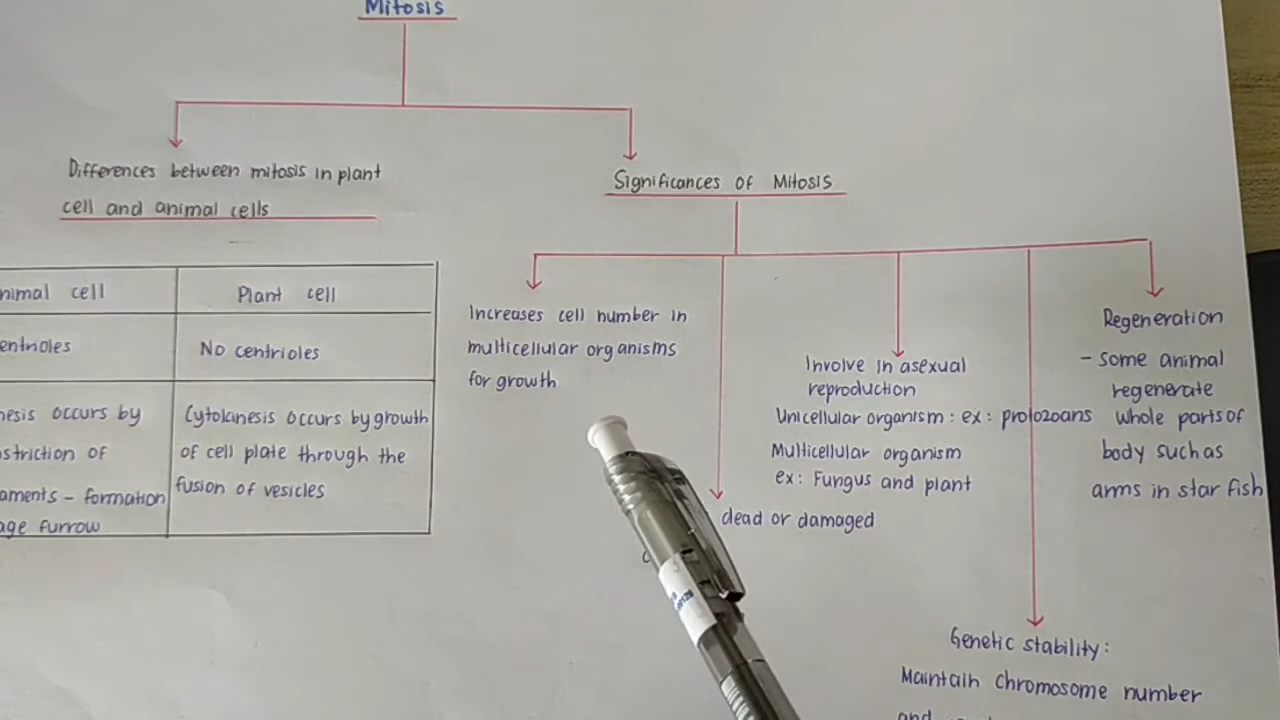 Mitosis
Differences between mitosis in plant
cell and animal cells
nimal cell
Plant cell
entrioles
No centrioles
nesis occurs by
striction of
aments – formation
age furrow
Cytokanesis occurs by growth
of cell plate through the
fusion of vesicles
Significances of Mitosis
Increases cell number in
multicellular organisms
for growth
dead or damaged
Involve in asexual
reproduction
Unicellular organism : ex : protozoans
Multicellular organism
ex : Fungus and plant
Genetic stability :
Maintain chromosome number
and
Regeneration
– some animal
regenerate
whole parts of
body such as
arms in star fish